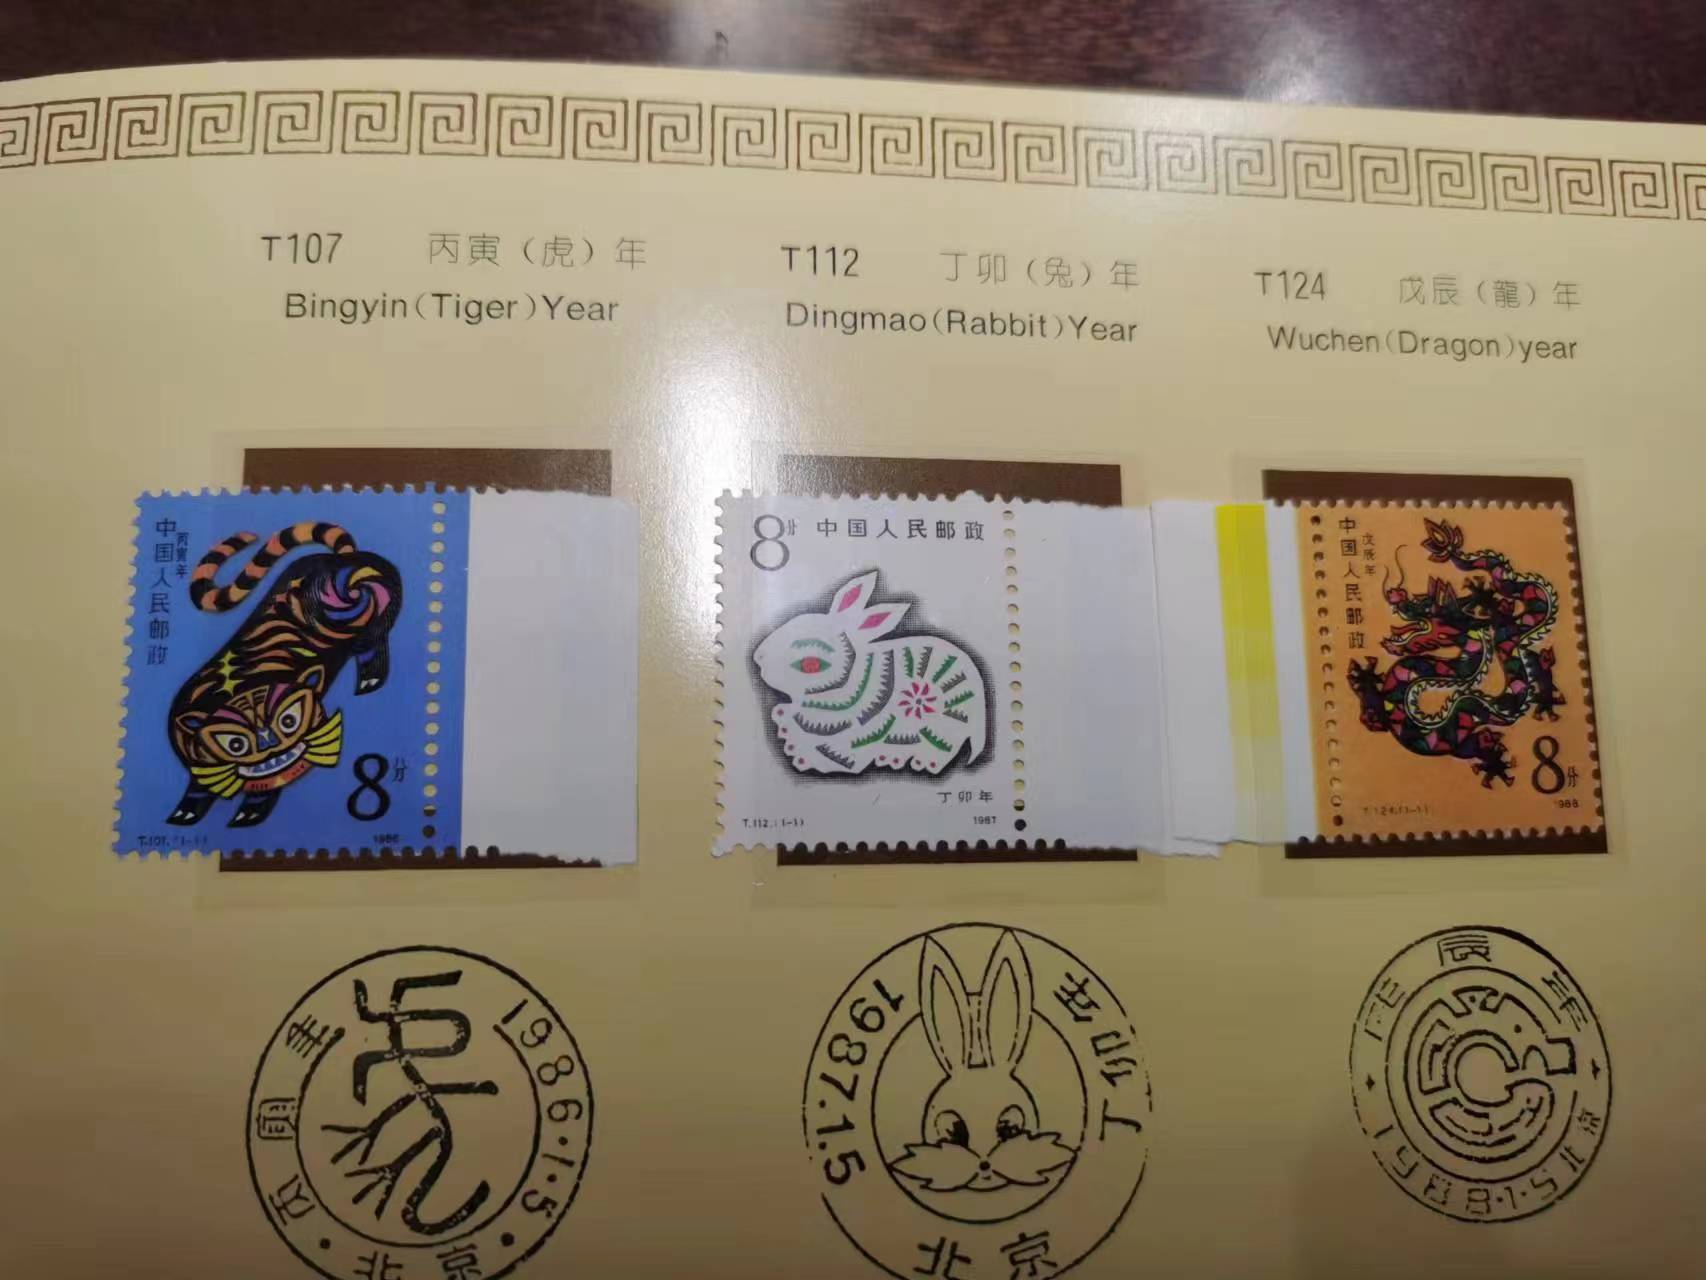 T107 丙寅（虎）年
Bingyin(Tiger)Year
T112 丁卯（兔）年
Dingmao(Rabbit)Year
T124 戊辰（龍）年
Wuchen(Dragon)year
中国人民邮政
丙寅年
8分
T.107.(1-1) 1986
8分 中国人民邮政
丁卯年
T.112.(1-1) 1987
中国人民邮政
戊辰年
8分
T.124.(1-1) 1988
1986.1.5
北京
丁卯年
1987.1.5
北京
戊辰年
1988.1.5 北京